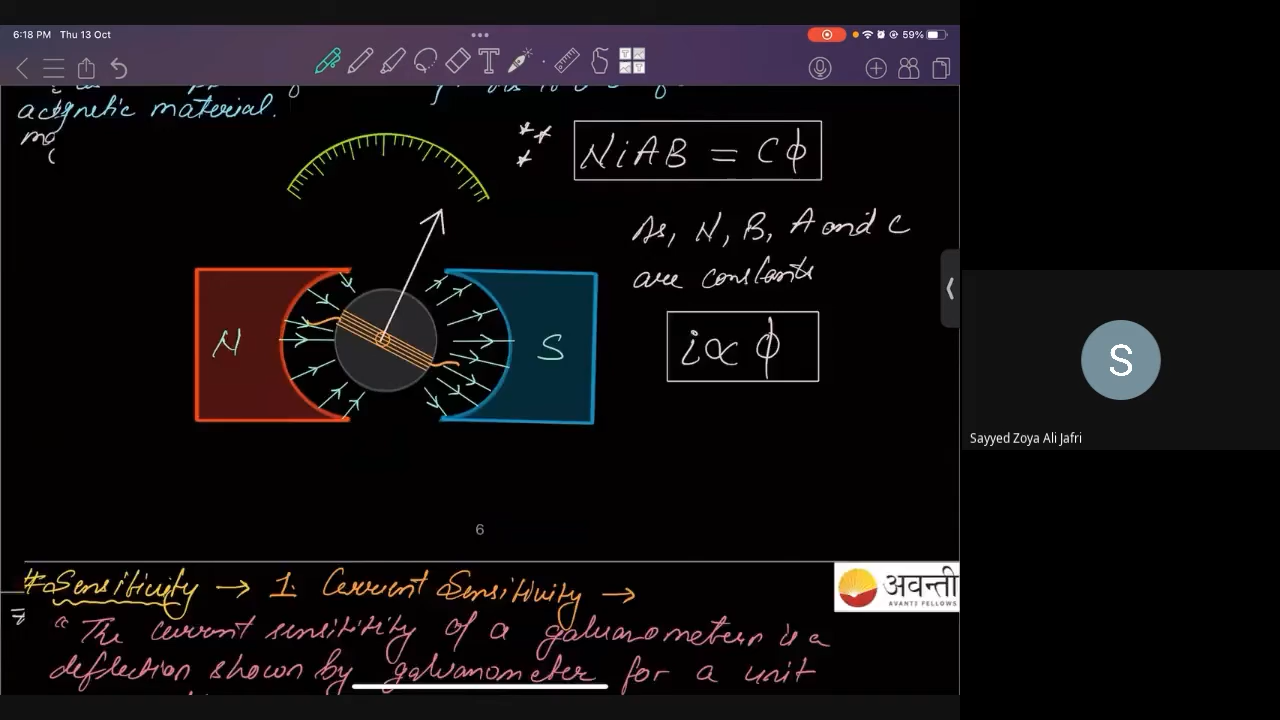 6:18 PM Thu 13 Oct
59%
magnetic material.
NiAB = Cϕ
As, N, B, A and C
are constants
i ∝ ϕ
N
S
6
# Sensitivity → 1. Current Sensitivity →
अवन्ती
AVANTI FELLOWS
"The current sensitivity of a galvanometer is a
deflection shown by galvanometer for a unit
S
Sayyed Zoya Ali Jafri